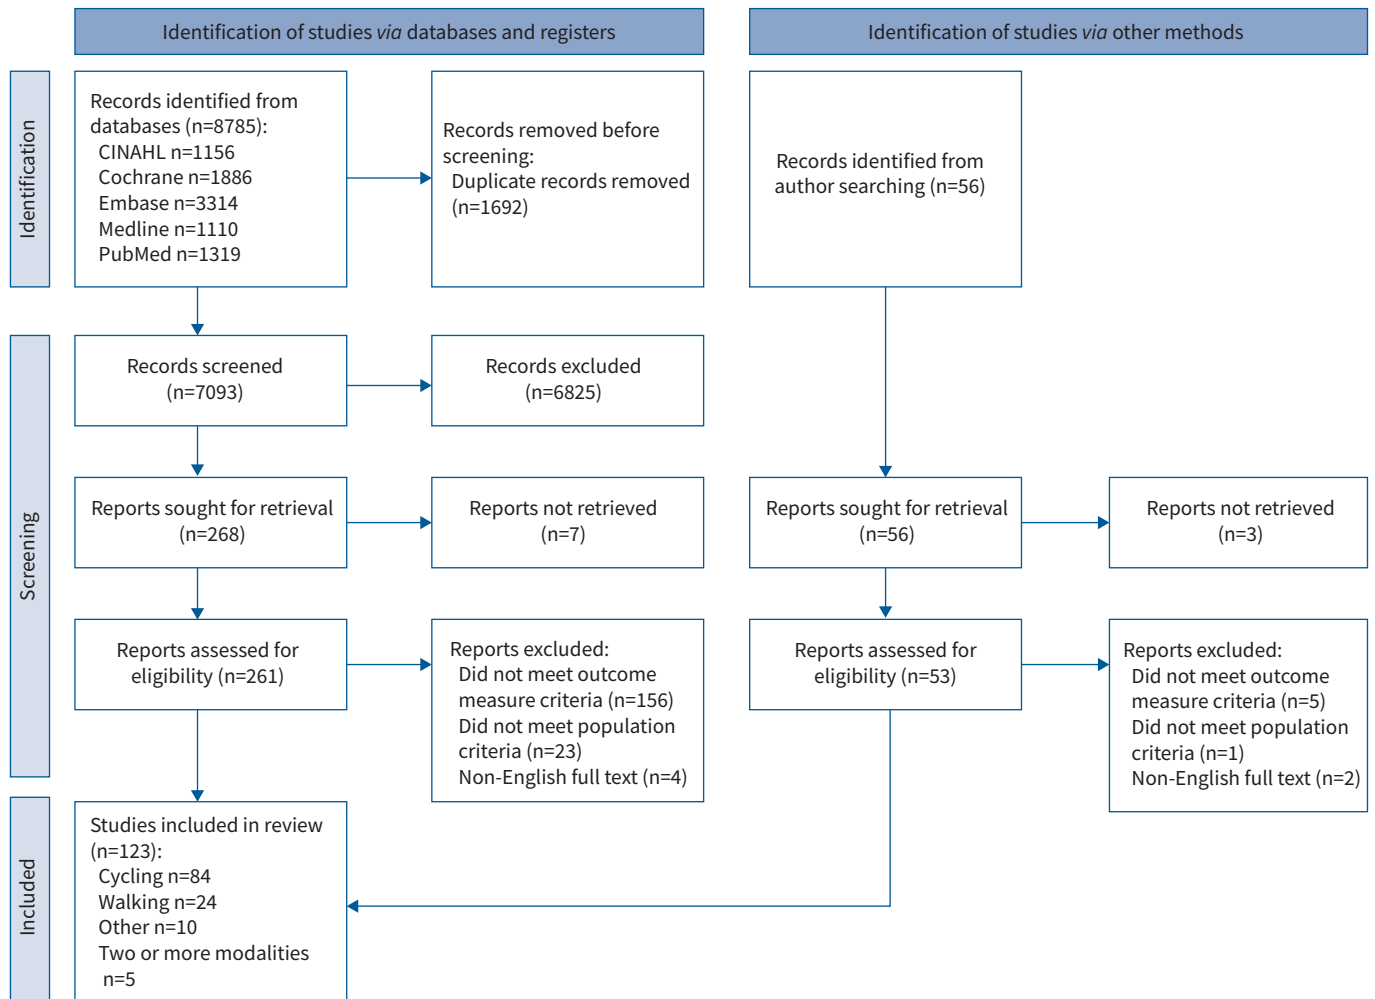 Identification of studies via databases and registers
Identification of studies via other methods
Identification
Records identified from
databases (n=8785):
CINAHL n=1156
Cochrane n=1886
Embase n=3314
Medline n=1110
PubMed n=1319
Records removed before
screening:
Duplicate records removed
(n=1692)
Records identified from
author searching (n=56)
Screening
Records screened
(n=7093)
Records excluded
(n=6825)
Reports sought for retrieval
(n=268)
Reports not retrieved
(n=7)
Reports sought for retrieval
(n=56)
Reports not retrieved
(n=3)
Reports assessed for
eligibility (n=261)
Reports excluded:
Did not meet outcome
measure criteria (n=156)
Did not meet population
criteria (n=23)
Non-English full text (n=4)
Reports assessed for
eligibility (n=53)
Reports excluded:
Did not meet outcome
measure criteria (n=5)
Did not meet population
criteria (n=1)
Non-English full text (n=2)
Included
Studies included in review
(n=123):
Cycling n=84
Walking n=24
Other n=10
Two or more modalities
n=5